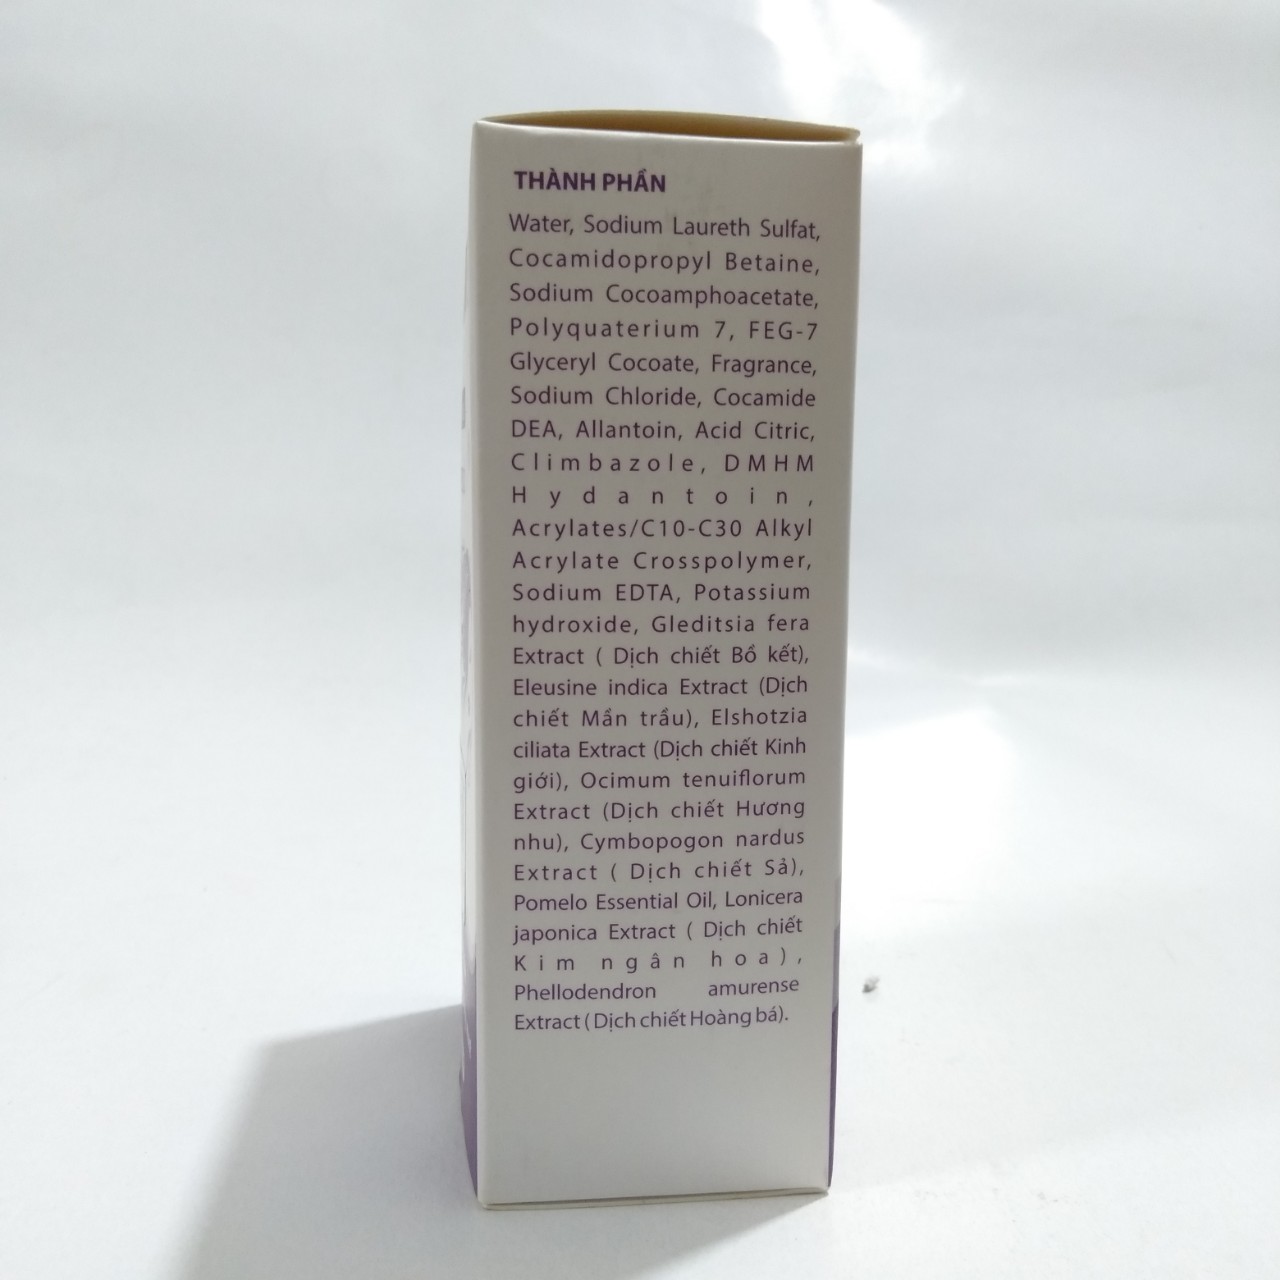 THÀNH PHẦN
Water, Sodium Laureth Sulfat,
Cocamidopropyl Betaine,
Sodium Cocoamphoacetate,
Polyquaterium 7, FEG-7
Glyceryl Cocoate, Fragrance,
Sodium Chloride, Cocamide
DEA, Allantoin, Acid Citric,
Climbazole, DMHM
Hydantoin,
Acrylates/C10-C30 Alkyl
Acrylate Crosspolymer,
Sodium EDTA, Potassium
hydroxide, Gleditsia fera
Extract ( Dịch chiết Bồ kết),
Eleusine indica Extract (Dịch
chiết Mần trầu), Elshotzia
ciliata Extract (Dịch chiết Kinh
giới), Ocimum tenuiflorum
Extract (Dịch chiết Hương
nhu), Cymbopogon nardus
Extract ( Dịch chiết Sả),
Pomelo Essential Oil, Lonicera
japonica Extract ( Dịch chiết
Kim ngân hoa),
Phellodendron amurense
Extract ( Dịch chiết Hoàng bá).